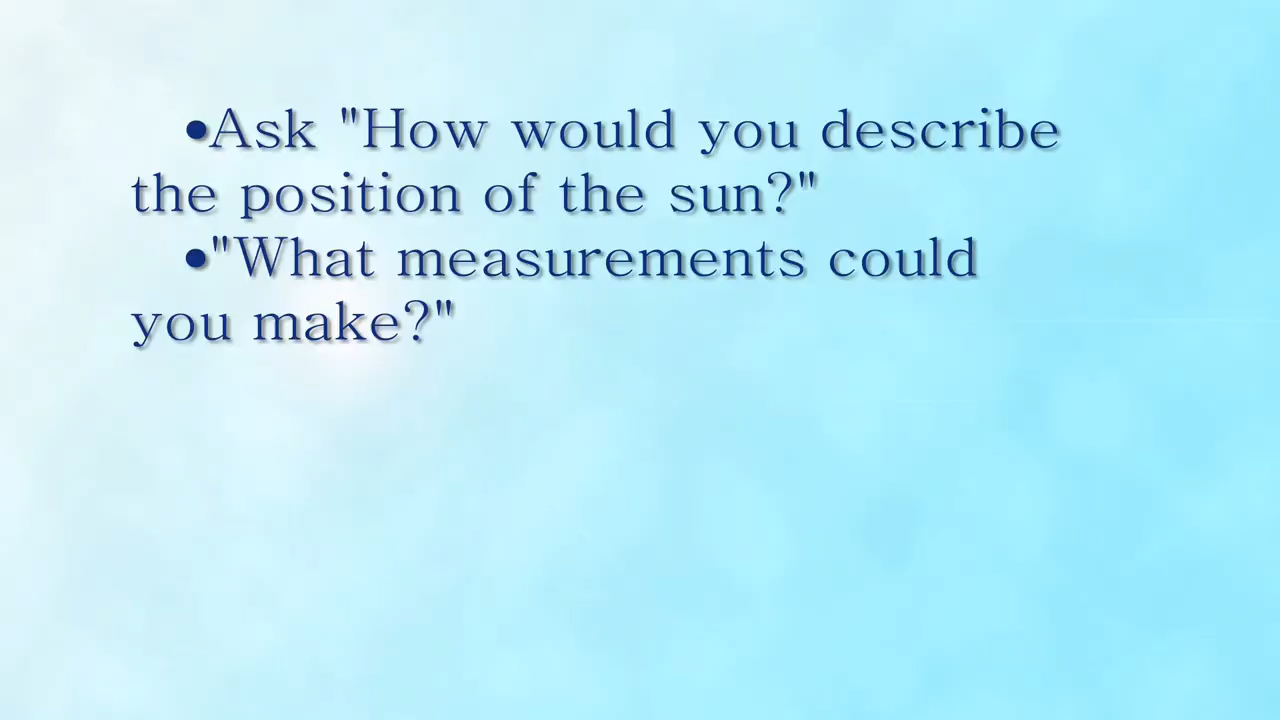 •Ask "How would you describe
the position of the sun?"
•"What measurements could
you make?"